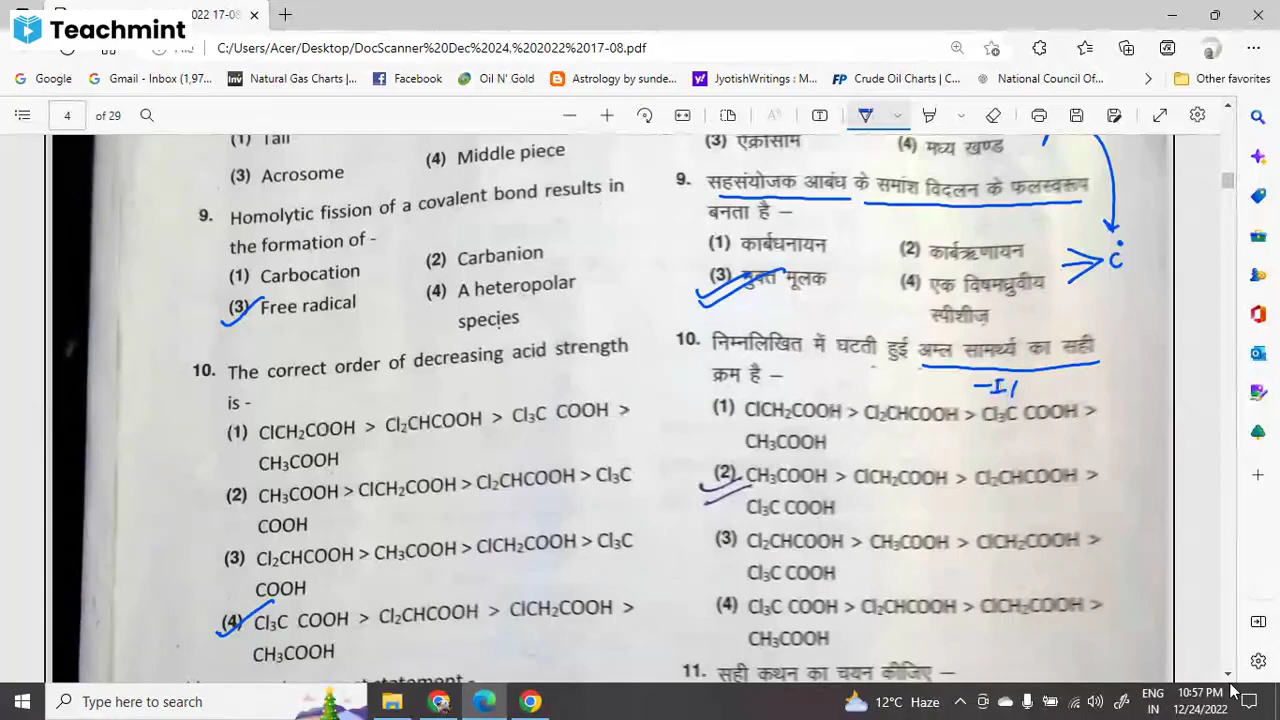 Teachmint
022 17-08
C:/Users/Acer/Desktop/DocScanner%20Dec%2024,%202022%2017-08.pdf
Google
Gmail - Inbox (1,97...
Natural Gas Charts |...
Facebook
Oil N' Gold
Astrology by sunde...
JyotishWritings : M...
FP Crude Oil Charts | C...
National Council Of...
Other favorites
4 of 29
(1) Tail
(3) Acrosome
(4) Middle piece
9. Homolytic fission of a covalent bond results in
the formation of -
(1) Carbocation
(2) Carbanion
(3) Free radical
(4) A heteropolar
species
10. The correct order of decreasing acid strength
is -
(1) ClCH₂COOH > Cl₂CHCOOH > Cl₃C COOH >
CH₃COOH
(2) CH₃COOH > ClCH₂COOH > Cl₂CHCOOH > Cl₃C
COOH
(3) Cl₂CHCOOH > CH₃COOH > ClCH₂COOH > Cl₃C
COOH
(4) Cl₃C COOH > Cl₂CHCOOH > ClCH₂COOH >
CH₃COOH
(3) एक्रोसोम
(4) मध्य खण्ड
9. सहसंयोजक आबंध के समांश विदलन के फलस्वरूप
बनता है –
(1) कार्बधनायन
(2) कार्बऋणायन
(3) मुक्त मूलक
(4) एक विषमध्रुवीय
स्पीशीज़
Ċ
10. निम्नलिखित में घटती हुई अम्ल सामर्थ्य का सही
क्रम है –
-I
(1) ClCH₂COOH > Cl₂CHCOOH > Cl₃C COOH >
CH₃COOH
(2) CH₃COOH > ClCH₂COOH > Cl₂CHCOOH >
Cl₃C COOH
(3) Cl₂CHCOOH > CH₃COOH > ClCH₂COOH >
Cl₃C COOH
(4) Cl₃C COOH > Cl₂CHCOOH > ClCH₂COOH >
CH₃COOH
11. सही कथन का चयन कीजिए –
Type here to search
12°C Haze
ENG
IN
10:57 PM
12/24/2022